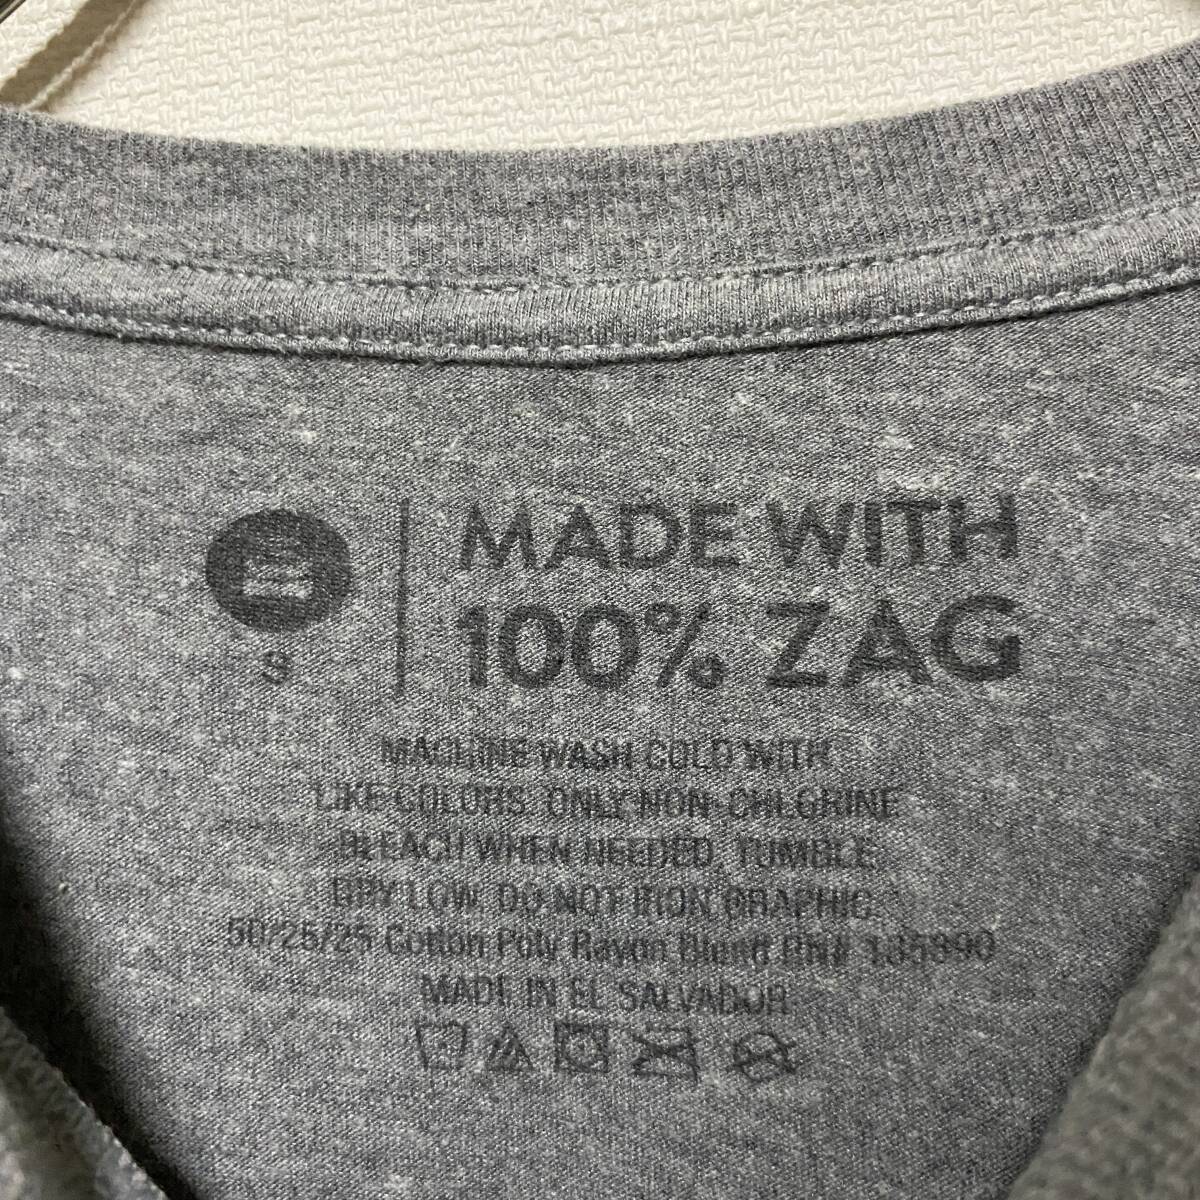 S
MADE WITH
100% ZAG
MACHINE WASH COLD WITH
LIKE COLORS. ONLY NON-CHLORINE
BLEACH WHEN NEEDED. TUMBLE
DRY LOW. DO NOT IRON GRAPHIC.
50/25/25 Cotton Poly Rayon Blend RN# 135390
MADE IN EL SALVADOR